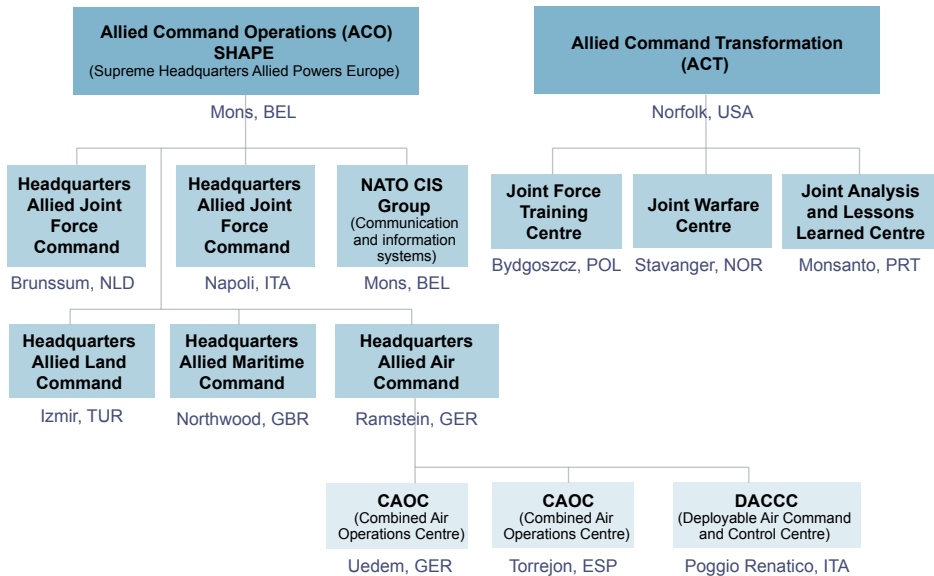 Allied Command Operations (ACO)
SHAPE
(Supreme Headquarters Allied Powers Europe)
Mons, BEL
Allied Command Transformation
(ACT)
Norfolk, USA
Headquarters
Allied Joint
Force
Command
Brunssum, NLD
Headquarters
Allied Joint
Force
Command
Napoli, ITA
NATO CIS
Group
(Communication
and information
systems)
Mons, BEL
Joint Force
Training
Centre
Bydgoszcz, POL
Joint Warfare
Centre
Stavanger, NOR
Joint Analysis
and Lessons
Learned Centre
Monsanto, PRT
Headquarters
Allied Land
Command
Izmir, TUR
Headquarters
Allied Maritime
Command
Northwood, GBR
Headquarters
Allied Air
Command
Ramstein, GER
CAOC
(Combined Air
Operations Centre)
Uedem, GER
CAOC
(Combined Air
Operations Centre)
Torrejon, ESP
DACCC
(Deployable Air Command
and Control Centre)
Poggio Renatico, ITA